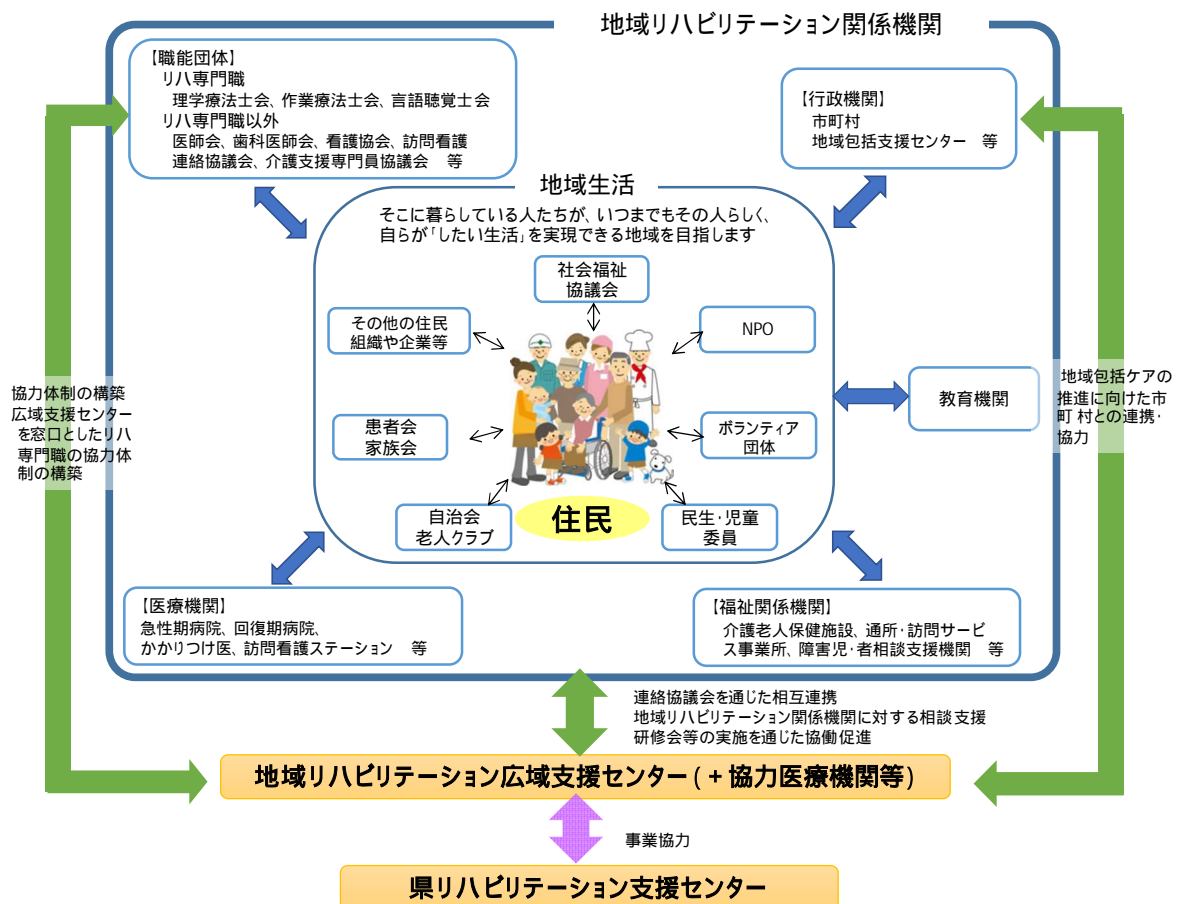 地域リハビリテーション関係機関
【職能団体】
リハ専門職
理学療法士会、作業療法士会、言語聴覚士会
リハ専門職以外
医師会、歯科医師会、看護協会、訪問看護
連絡協議会、介護支援専門員協議会　等
【行政機関】
市町村
地域包括支援センター　等
地域生活
そこに暮らしている人たちが、いつまでもその人らしく、
自らが「したい生活」を実現できる地域を目指します
社会福祉
協議会
その他の住民
組織や企業等
NPO
患者会
家族会
ボランティア
団体
自治会
老人クラブ
住民
民生・児童
委員
教育機関
協力体制の構築
広域支援センター
を窓口としたリハ
専門職の協力体
制の構築
地域包括ケアの
推進に向けた市
町 村との連携・
協力
【医療機関】
急性期病院、回復期病院、
かかりつけ医、訪問看護ステーション　等
【福祉関係機関】
介護老人保健施設、通所・訪問サービ
ス事業所、障害児・者相談支援機関　等
連絡協議会を通じた相互連携
地域リハビリテーション関係機関に対する相談支援
研修会等の実施を通じた協働促進
地域リハビリテーション広域支援センター(+協力医療機関等)
事業協力
県リハビリテーション支援センター